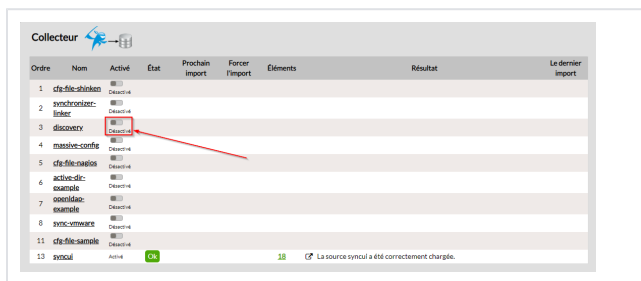 Collecteur
Ordre Nom Activé État Prochain import Forcer l'import Éléments Résultat Le dernier import
1 cfg-file-shinken Désactivé
2 synchronizer-linker Désactivé
3 discovery Désactivé
4 massive-config Désactivé
5 cfg-file-nagios Désactivé
6 active-dir-example Désactivé
7 openldap-example Désactivé
8 sync-vmware Désactivé
11 cfg-file-sample Désactivé
13 syncui Activé Ok 18 La source syncui a été correctement chargée.